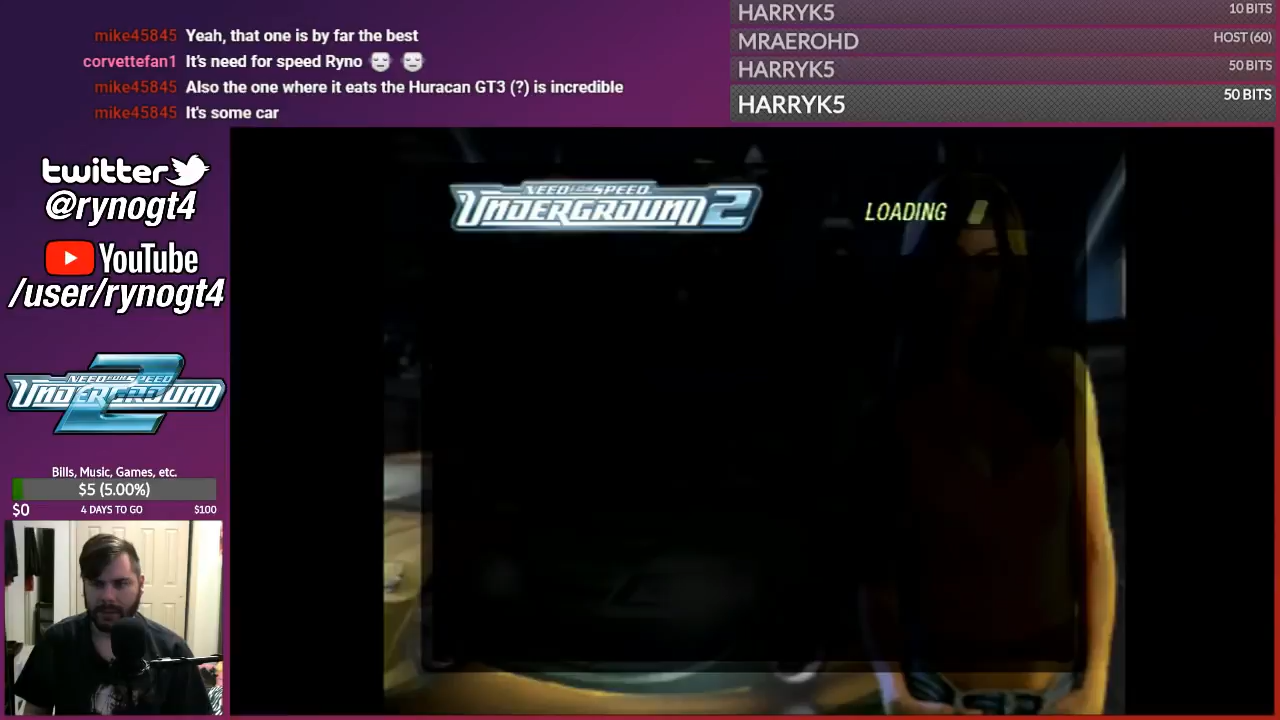 mike45845 Yeah, that one is by far the best
corvettefan1 It's need for speed Ryno
mike45845 Also the one where it eats the Huracan GT3 (?) is incredible
mike45845 It's some car
HARRYK5 10 BITS
MRAEROHD HOST (60)
HARRYK5 50 BITS
HARRYK5 50 BITS
twitter
@rynogt4
YouTube
/user/rynogt4
NEED FOR SPEED
UNDERGROUND 2
Bills, Music, Games, etc.
$5 (5.00%)
$0 4 DAYS TO GO $100
NEED FOR SPEED
UNDERGROUND 2
LOADING